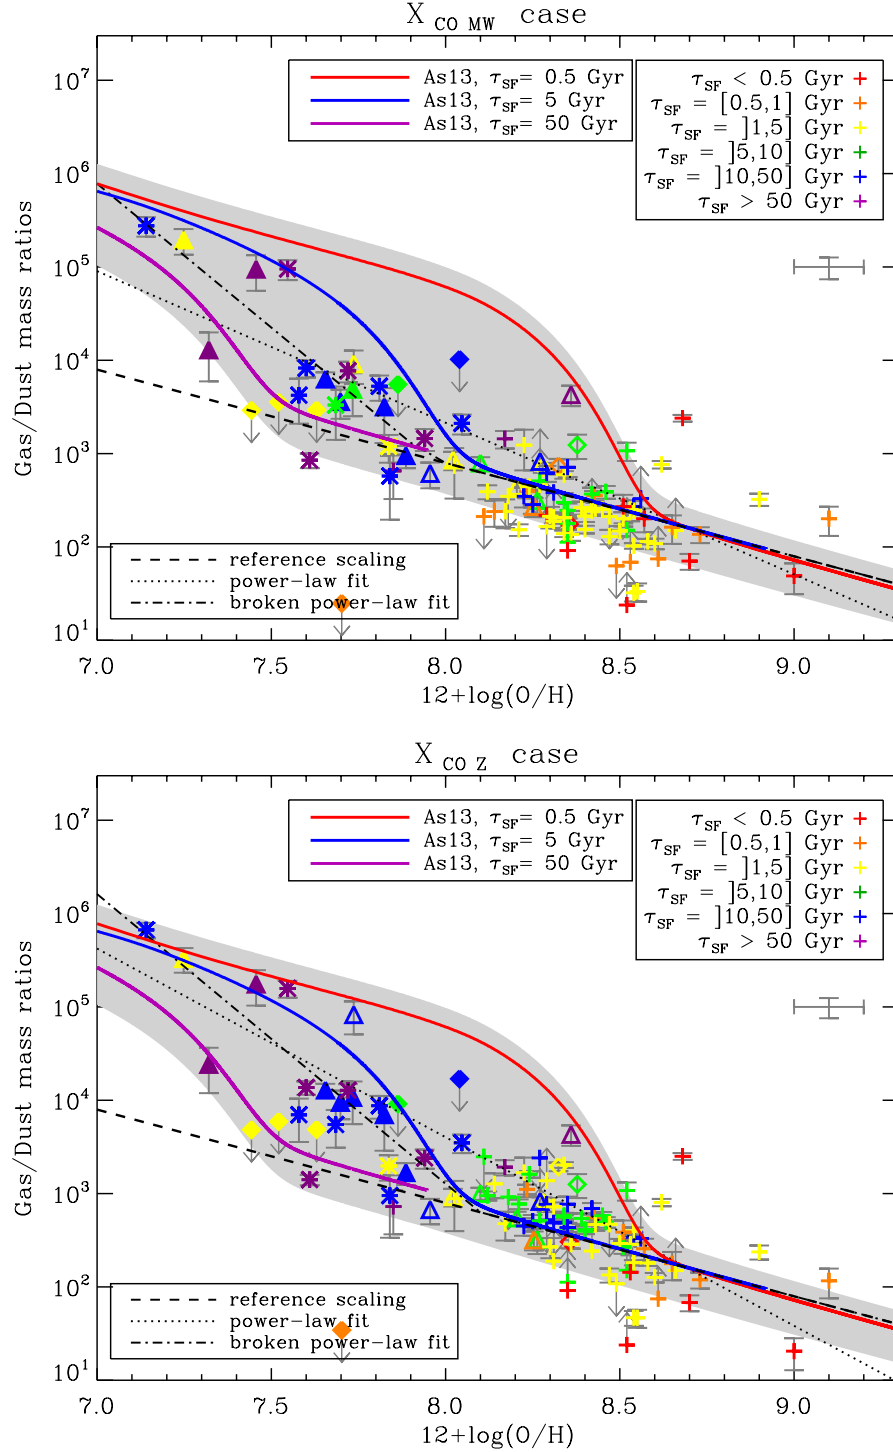 X CO MW case
As13, τSF= 0.5 Gyr
As13, τSF= 5 Gyr
As13, τSF= 50 Gyr
τSF < 0.5 Gyr
τSF = [0.5,1] Gyr
τSF = ]1,5] Gyr
τSF = ]5,10] Gyr
τSF = ]10,50] Gyr
τSF > 50 Gyr
10^7
10^6
10^5
10^4
10^3
10^2
10^1
Gas/Dust mass ratios
reference scaling
power-law fit
broken power-law fit
7.0 7.5 8.0 8.5 9.0
12+log(O/H)
X CO Z case
As13, τSF= 0.5 Gyr
As13, τSF= 5 Gyr
As13, τSF= 50 Gyr
τSF < 0.5 Gyr
τSF = [0.5,1] Gyr
τSF = ]1,5] Gyr
τSF = ]5,10] Gyr
τSF = ]10,50] Gyr
τSF > 50 Gyr
10^7
10^6
10^5
10^4
10^3
10^2
10^1
Gas/Dust mass ratios
reference scaling
power-law fit
broken power-law fit
7.0 7.5 8.0 8.5 9.0
12+log(O/H)